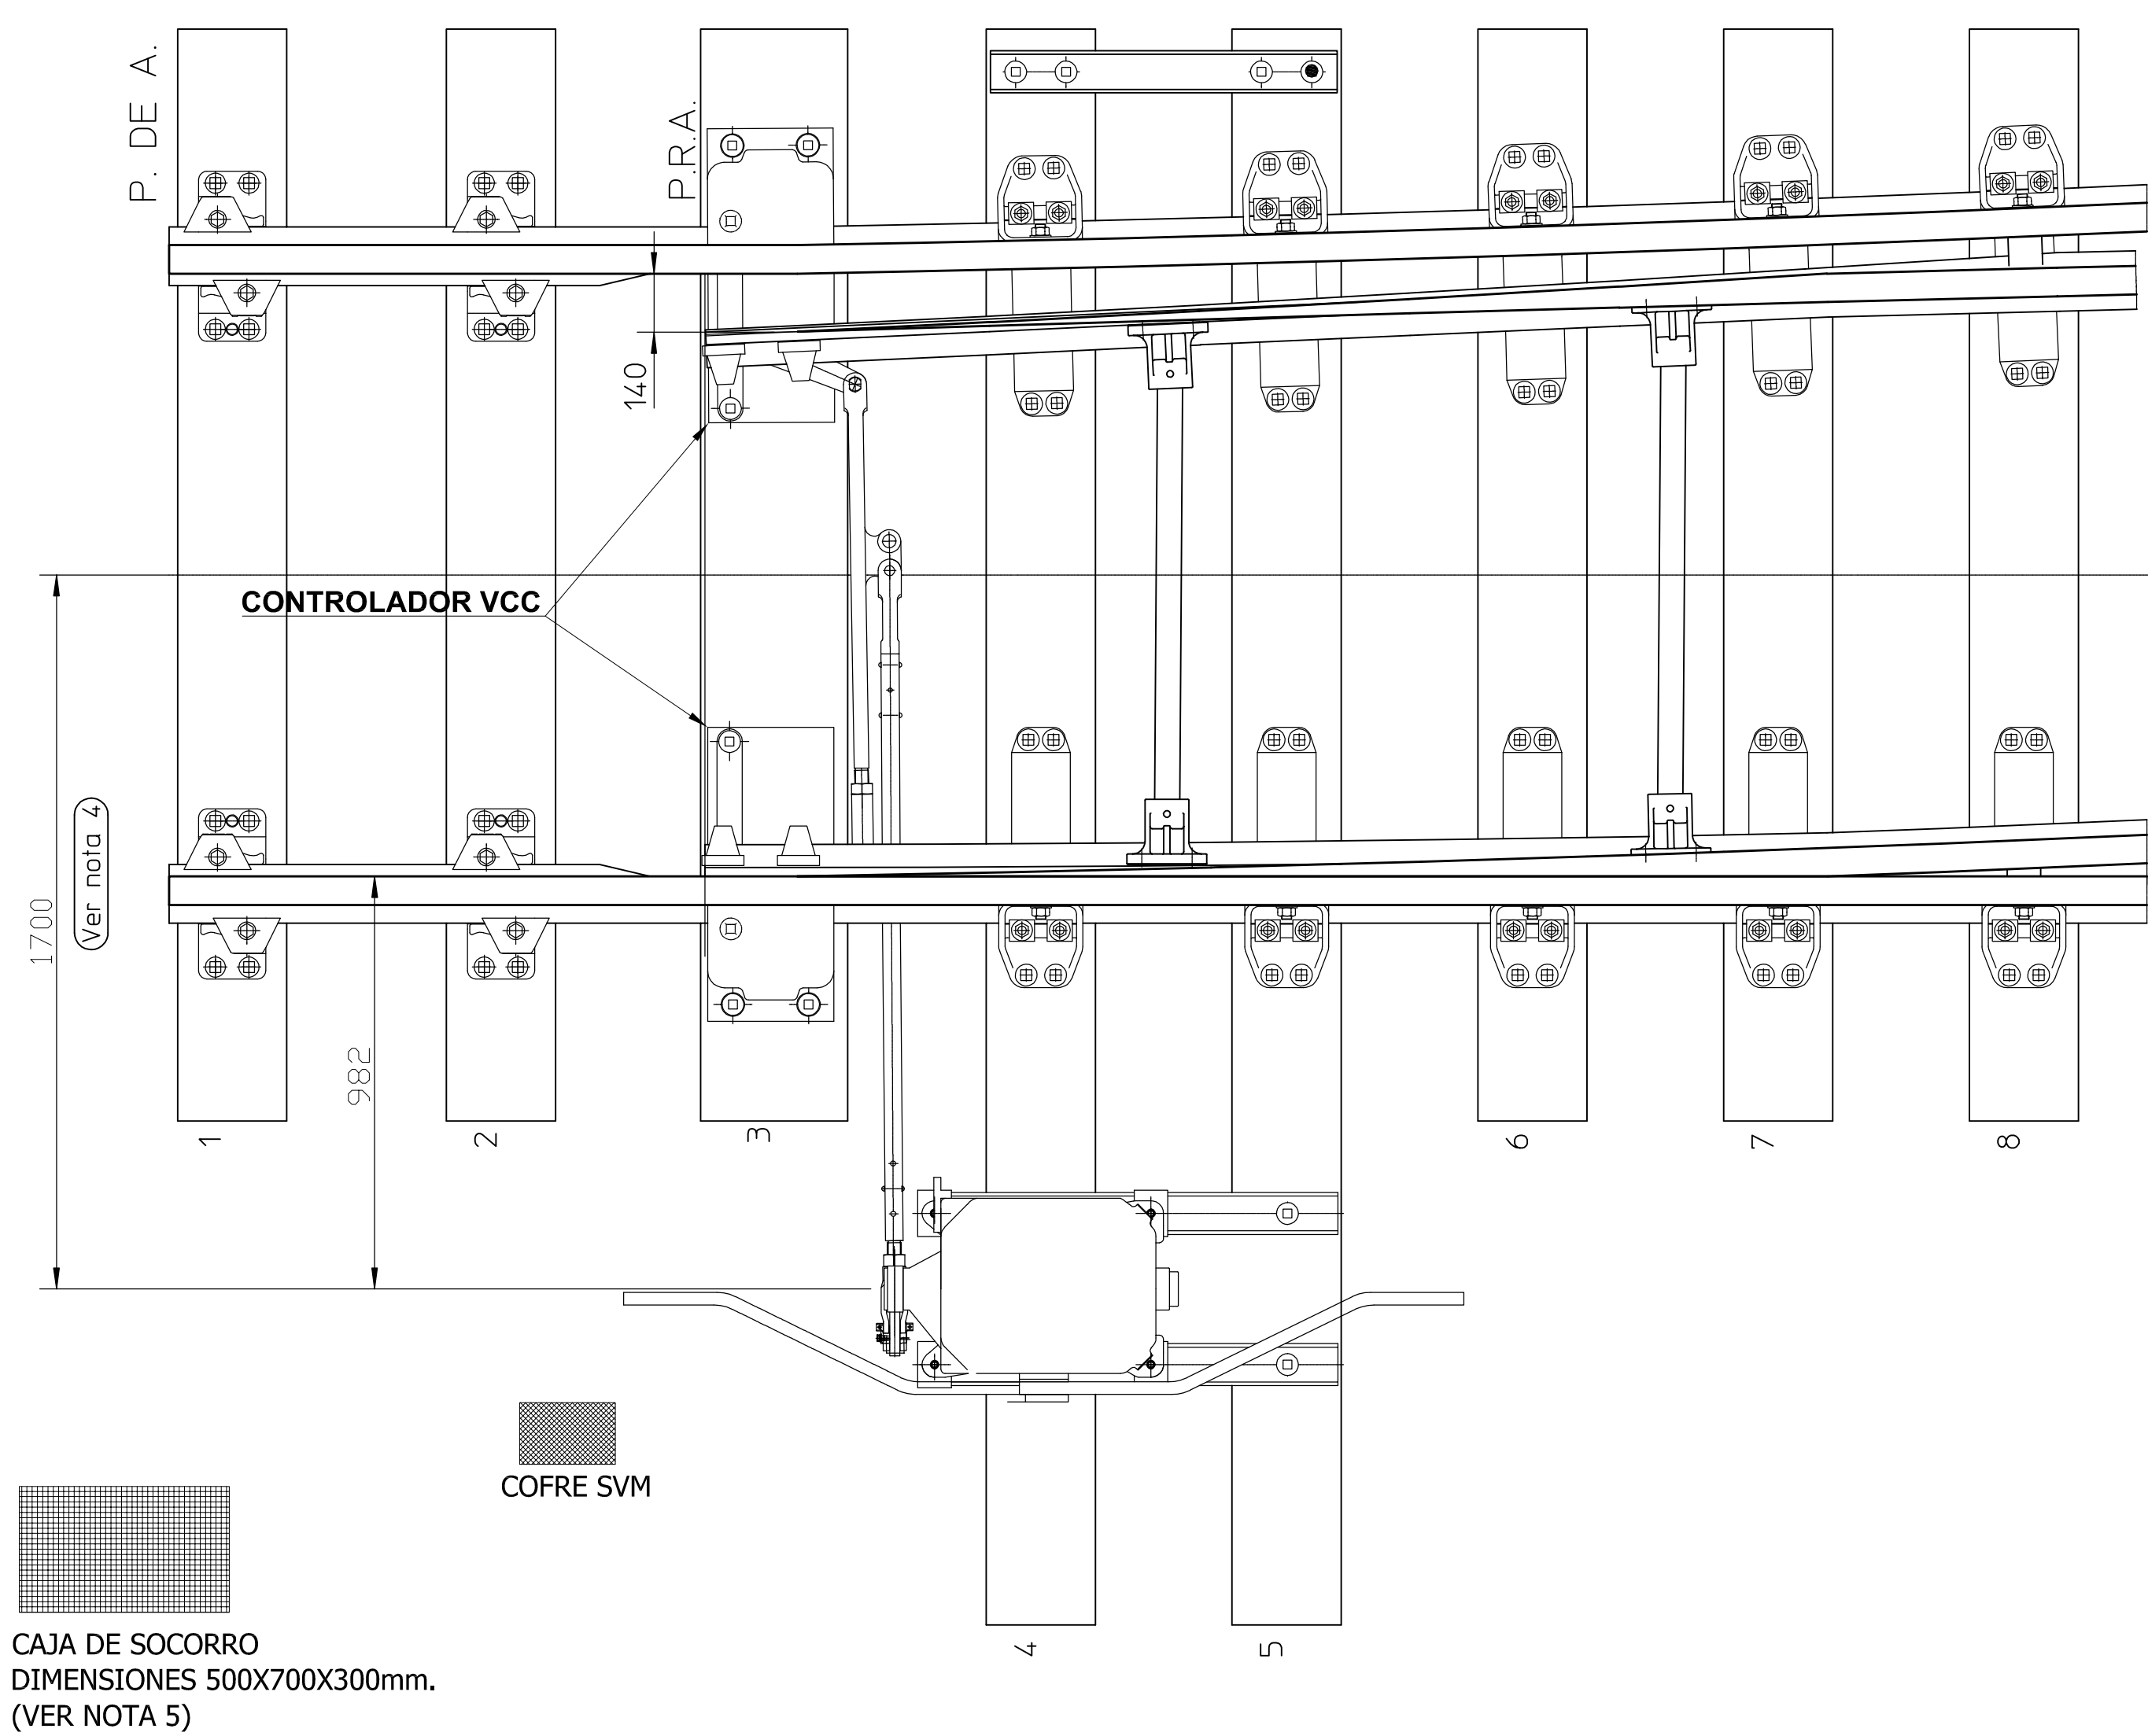 P. DE A.
P.R.A.
140
CONTROLADOR VCC
1700
Ver nota 4
982
1
2
3
6
7
8
COFRE SVM
4
5
CAJA DE SOCORRO
DIMENSIONES 500X700X300mm.
(VER NOTA 5)